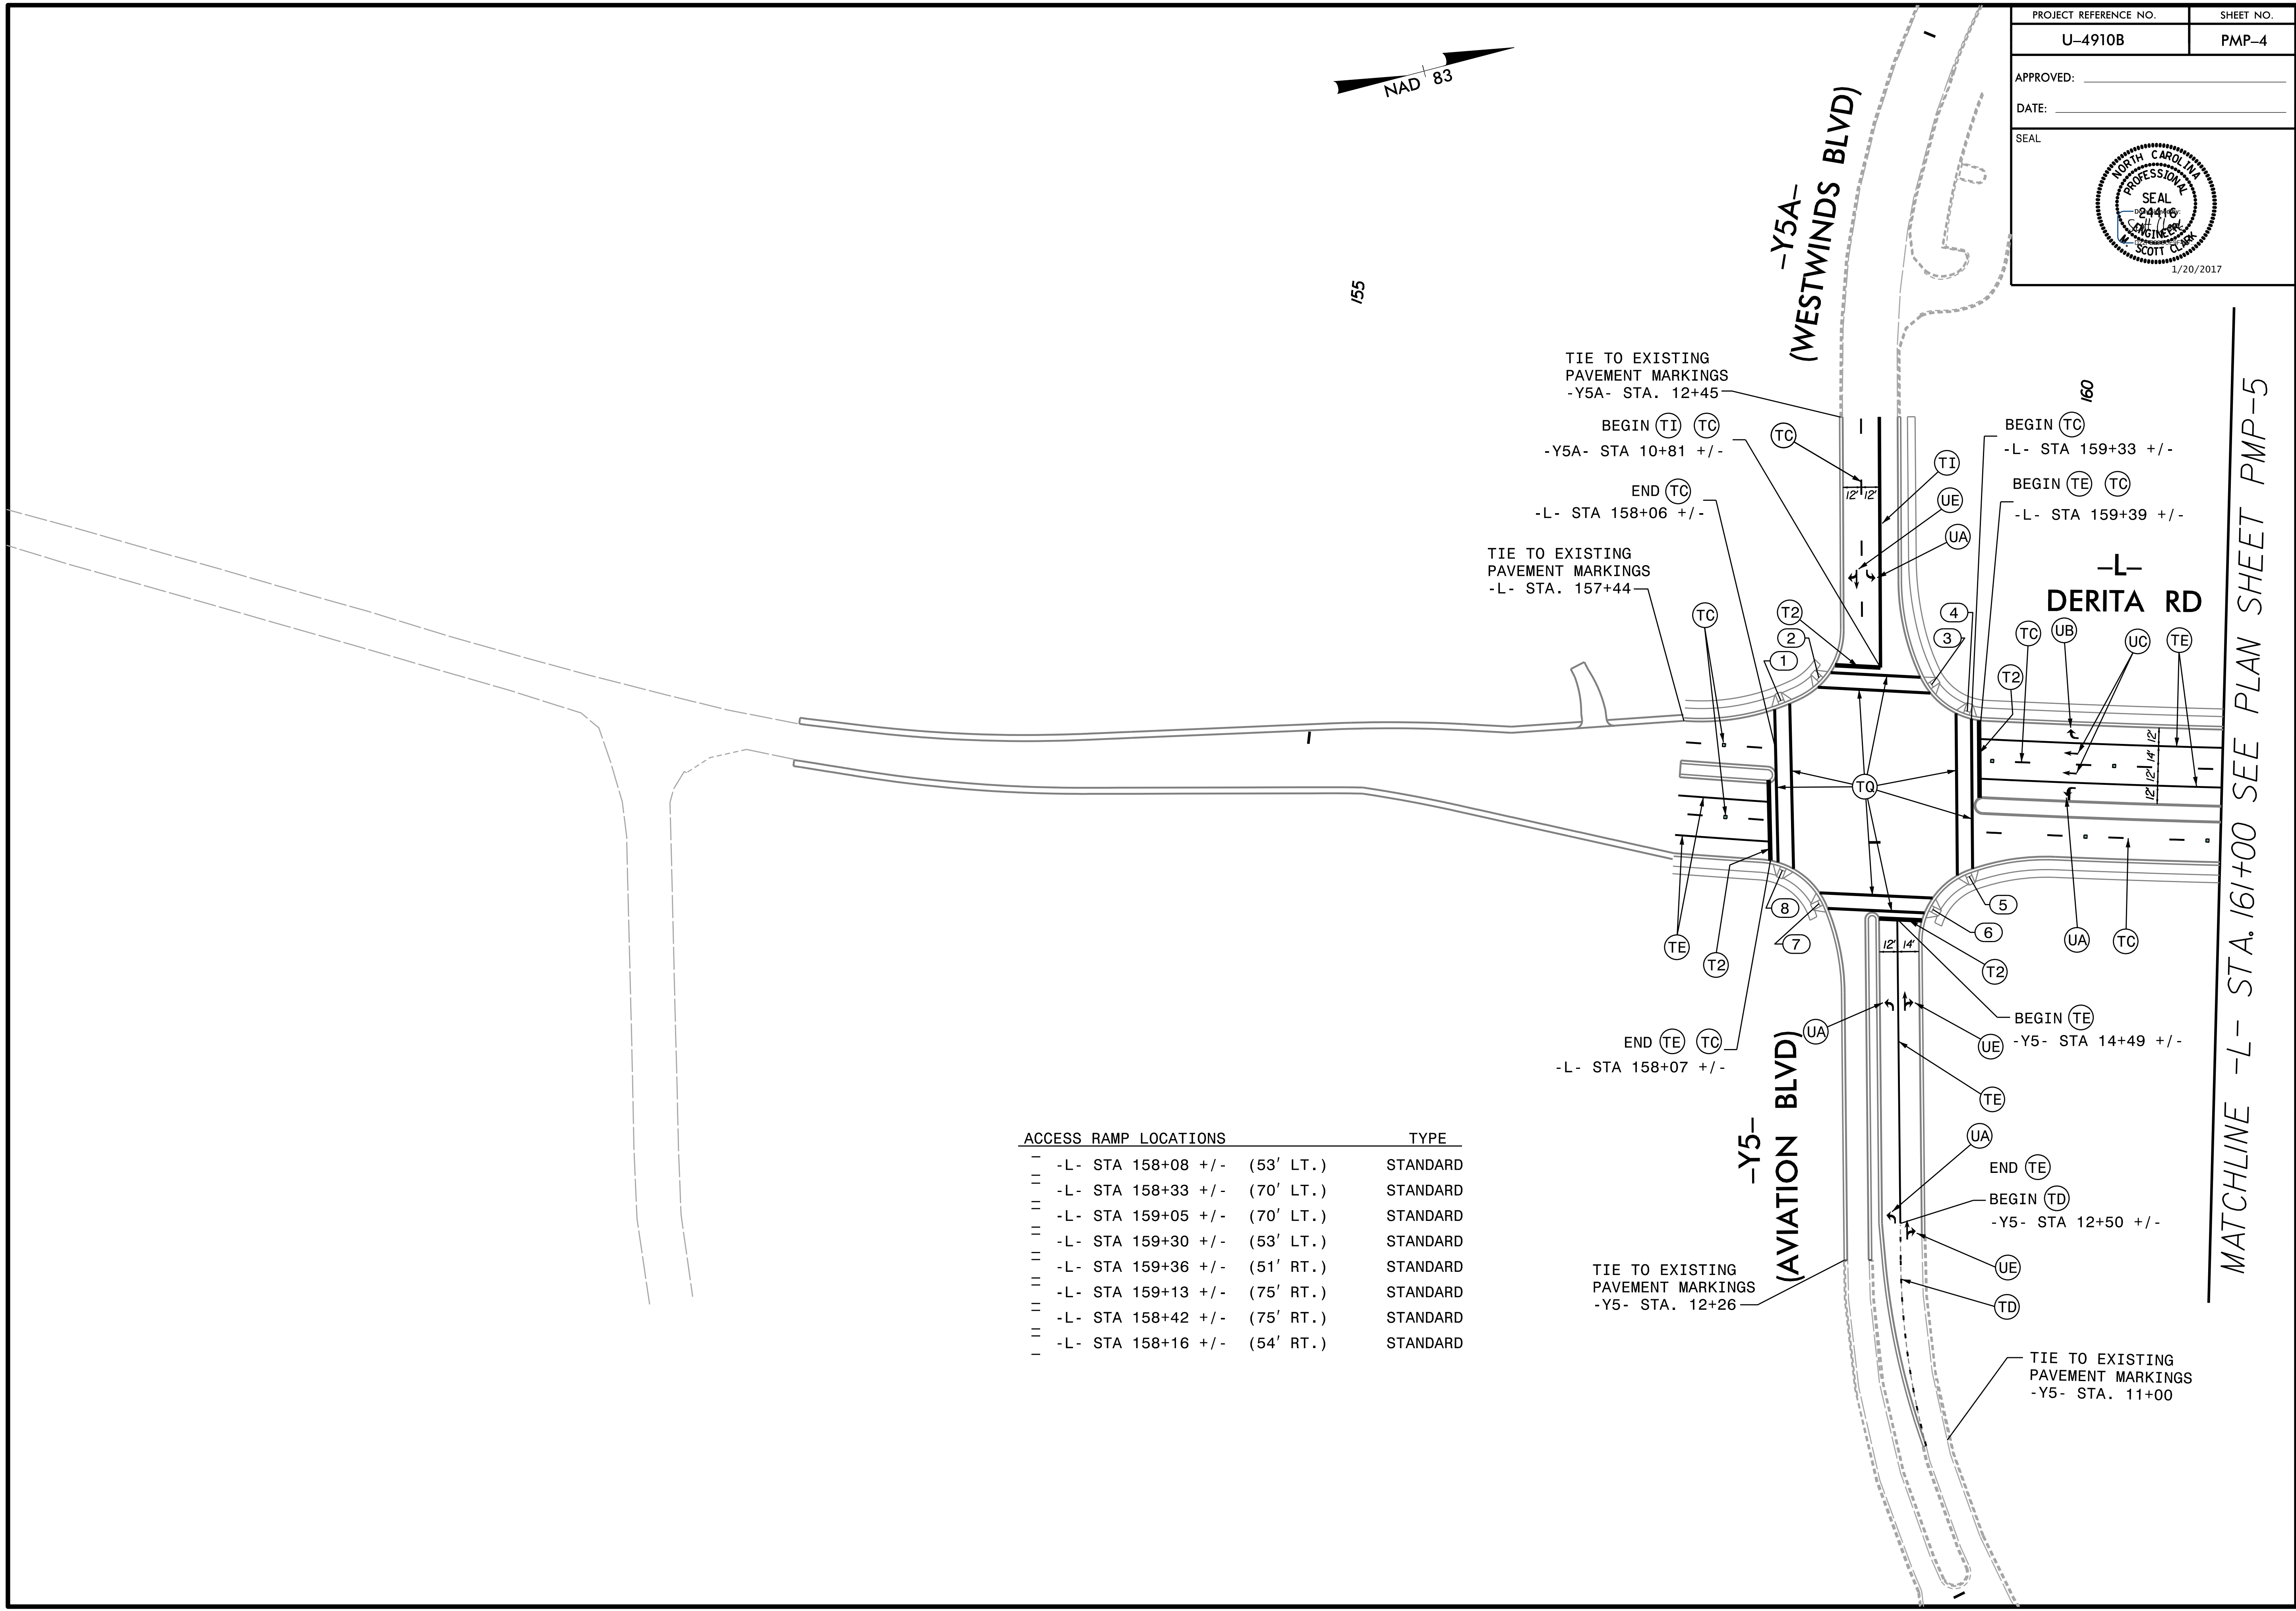 PROJECT REFERENCE NO.
SHEET NO.
U-4910B
PMP-4
APPROVED:
DATE:
SEAL
NORTH CAROLINA
PROFESSIONAL
SEAL
24416
ENGINEER
M. SCOTT CLARK
1/20/2017
NAD 83
-Y5A-
(WESTWINDS BLVD)
155
160
TIE TO EXISTING
PAVEMENT MARKINGS
-Y5A- STA. 12+45
BEGIN TI TC
-Y5A- STA 10+81 +/-
END TC
-L- STA 158+06 +/-
TIE TO EXISTING
PAVEMENT MARKINGS
-L- STA. 157+44
TC
12' 12'
TI
UE
UA
BEGIN TC
-L- STA 159+33 +/-
BEGIN TE TC
-L- STA 159+39 +/-
-L-
DERITA RD
TC
T2
2
1
4
3
T2
TC
UB
UC
TE
12'
14'
12'
12'
TQ
TE
T2
8
7
5
6
UA
TC
12' 14'
T2
UA
UE
BEGIN TE
-Y5- STA 14+49 +/-
END TE TC
-L- STA 158+07 +/-
TE
-Y5-
(AVIATION BLVD)
UA
END TE
BEGIN TD
-Y5- STA 12+50 +/-
UE
TD
TIE TO EXISTING
PAVEMENT MARKINGS
-Y5- STA. 12+26
TIE TO EXISTING
PAVEMENT MARKINGS
-Y5- STA. 11+00
MATCHLINE -L- STA. 161+00 SEE PLAN SHEET PMP-5
ACCESS RAMP LOCATIONS TYPE
-L- STA 158+08 +/- (53' LT.) STANDARD
-L- STA 158+33 +/- (70' LT.) STANDARD
-L- STA 159+05 +/- (70' LT.) STANDARD
-L- STA 159+30 +/- (53' LT.) STANDARD
-L- STA 159+36 +/- (51' RT.) STANDARD
-L- STA 159+13 +/- (75' RT.) STANDARD
-L- STA 158+42 +/- (75' RT.) STANDARD
-L- STA 158+16 +/- (54' RT.) STANDARD